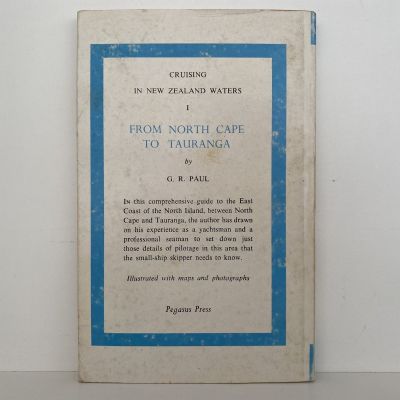 CRUISING
IN NEW ZEALAND WATERS
I
FROM NORTH CAPE
TO TAURANGA
by
G. R. PAUL
IN this comprehensive guide to the East
Coast of the North Island, between North
Cape and Tauranga, the author has drawn
on his experience as a yachtsman and a
professional seaman to set down just
those details of pilotage in this area that
the small-ship skipper needs to know.
Illustrated with maps and photographs
Pegasus Press